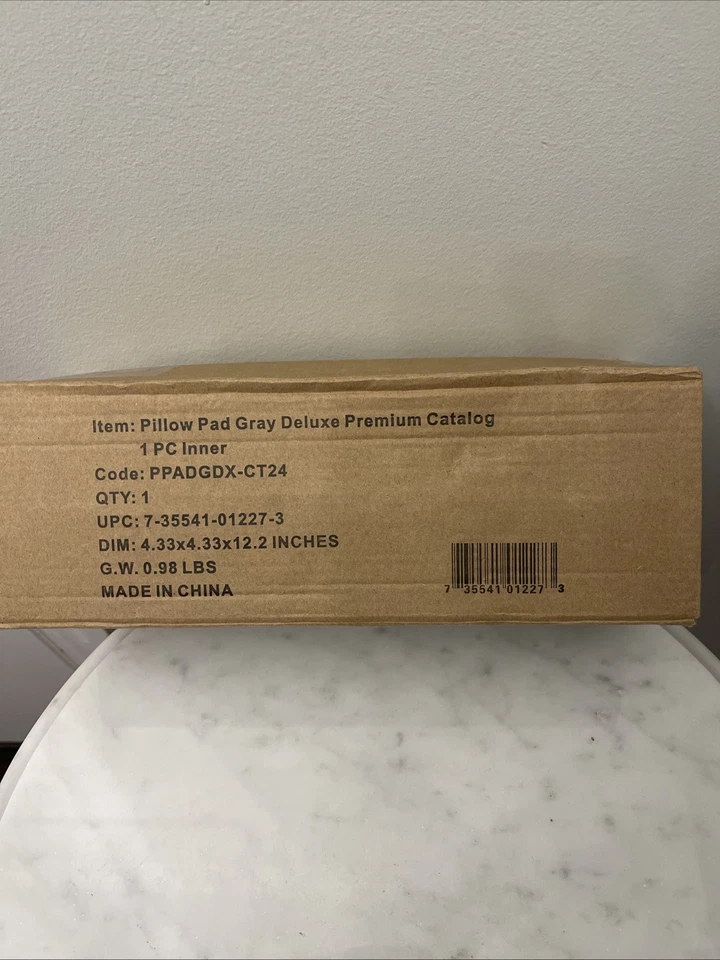 Item: Pillow Pad Gray Deluxe Premium Catalog
1 PC Inner
Code: PPADGDX-CT24
QTY: 1
UPC: 7-35541-01227-3
DIM: 4.33x4.33x12.2 INCHES
G.W. 0.98 LBS
MADE IN CHINA
7 35541 01227 3